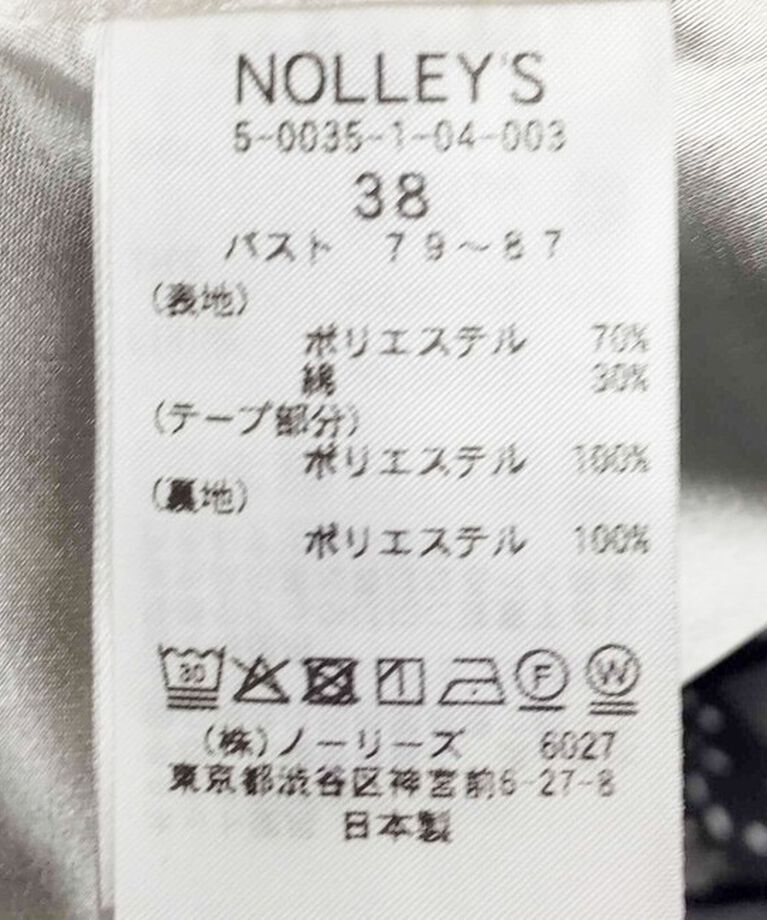 NOLLEY'S
5-0035-1-04-003
38
バスト 79～87
(表地)
ポリエステル 70%
綿 30%
(テープ部分)
ポリエステル 100%
(裏地)
ポリエステル 100%
30 F W
(株)ノーリーズ 6027
東京都渋谷区神宮前6-27-8
日本製